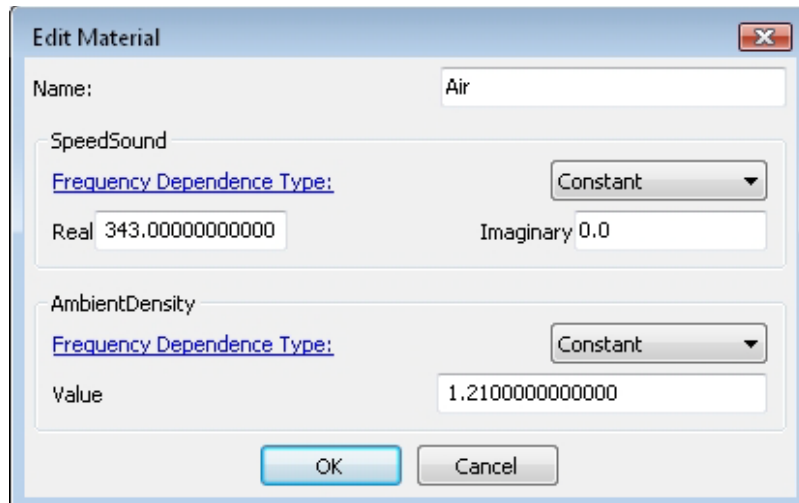 Edit Material
Name: Air
SpeedSound
Frequency Dependence Type: Constant
Real 343.00000000000 Imaginary 0.0
AmbientDensity
Frequency Dependence Type: Constant
Value 1.2100000000000
OK Cancel